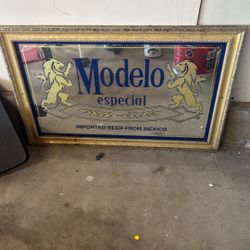 Modelo
especial
IMPORTED BEER FROM MEXICO